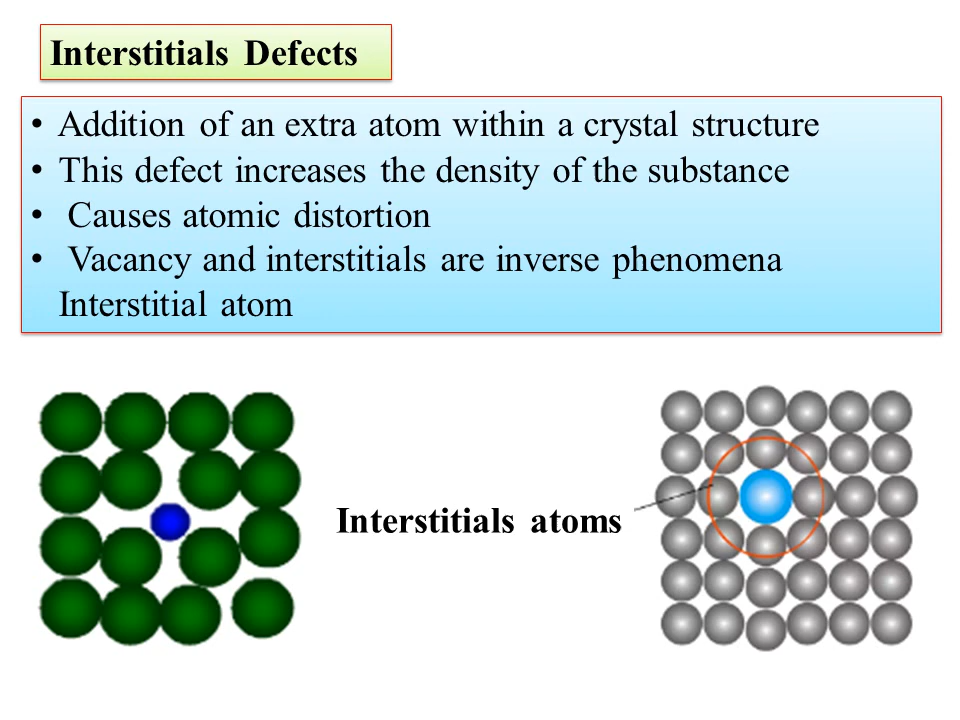 Interstitials Defects
• Addition of an extra atom within a crystal structure
• This defect increases the density of the substance
• Causes atomic distortion
• Vacancy and interstitials are inverse phenomena
Interstitial atom
Interstitials atoms